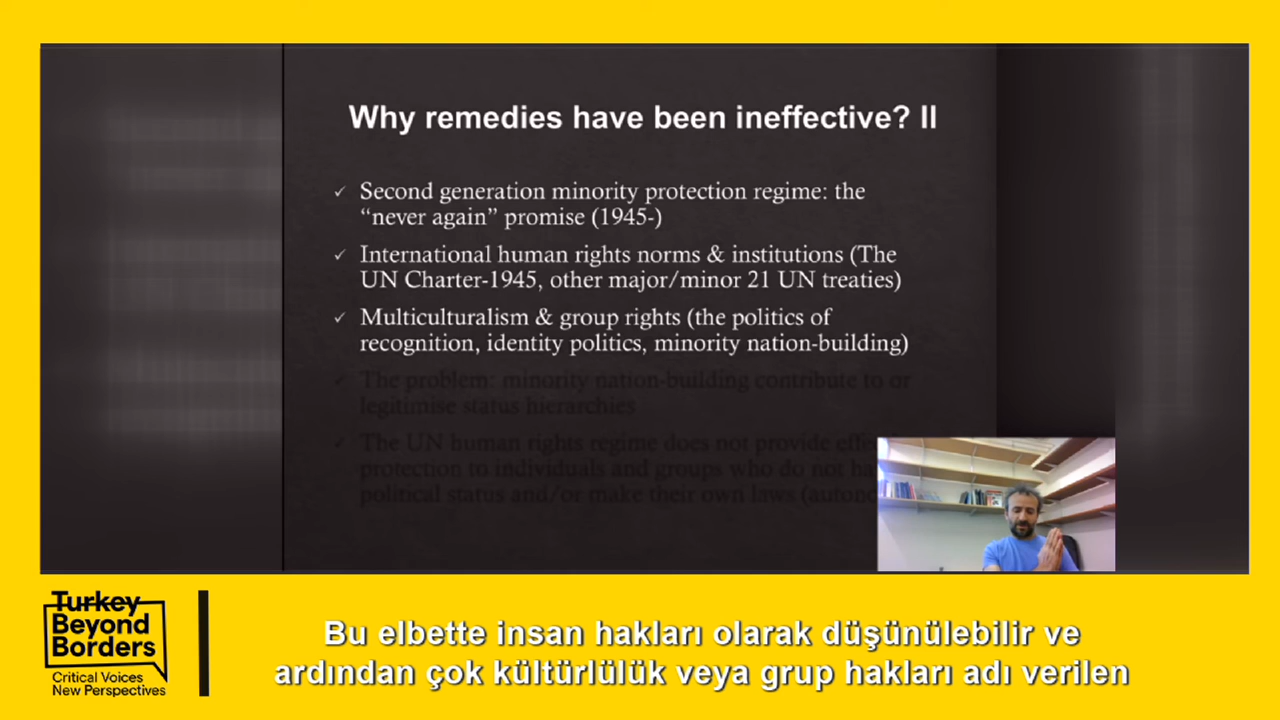 Why remedies have been ineffective? II
✓ Second generation minority protection regime: the
“never again” promise (1945-)
✓ International human rights norms & institutions (The
UN Charter-1945, other major/minor 21 UN treaties)
✓ Multiculturalism & group rights (the politics of
recognition, identity politics, minority nation-building)
✓ The problem: minority nation-building contribute to or
legitimise status hierarchies
✓ The UN human rights regime does not provide
protection to individuals and groups who do not
political status and/or make their own laws
Turkey
Beyond
Borders
Critical Voices
New Perspectives
Bu elbette insan hakları olarak düşünülebilir ve
ardından çok kültürlülük veya grup hakları adı verilen